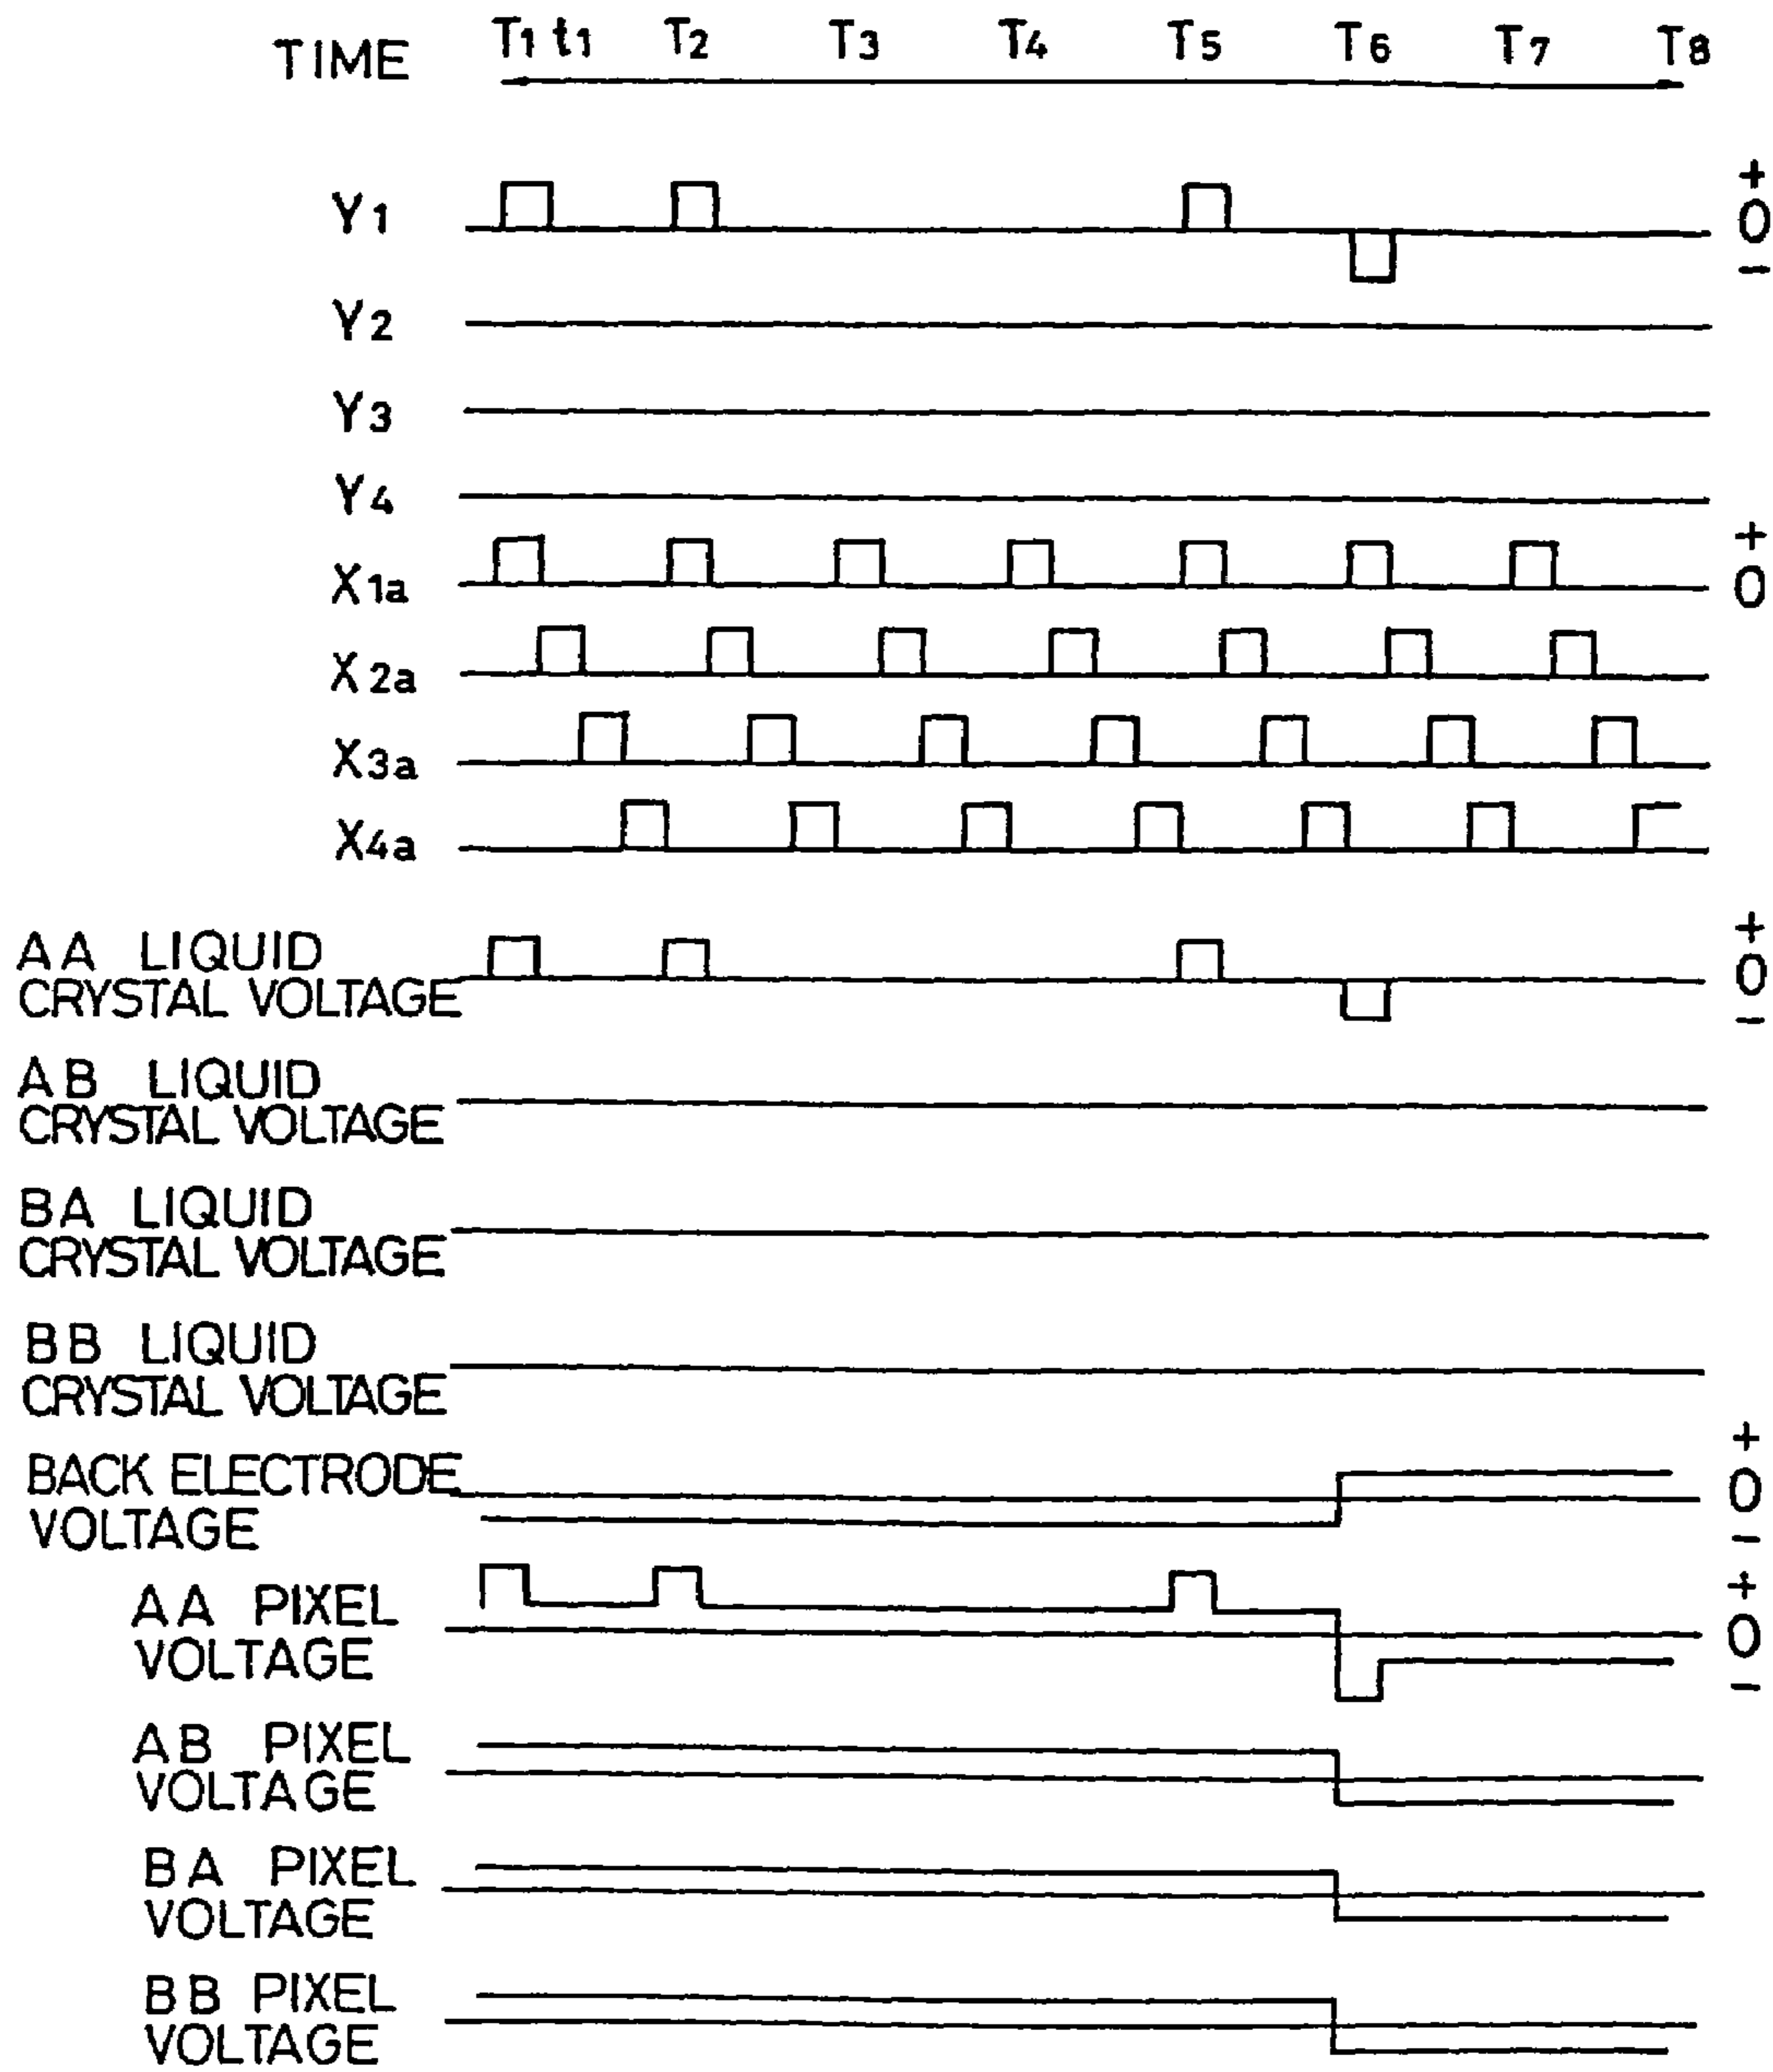 TIME T1 t1 T2 T3 T4 T5 T6 T7 T8
Y1 + 0 −
Y2
Y3
Y4
X1a + 0
X2a
X3a
X4a
AA LIQUID
CRYSTAL VOLTAGE + 0 −
AB LIQUID
CRYSTAL VOLTAGE
BA LIQUID
CRYSTAL VOLTAGE
BB LIQUID
CRYSTAL VOLTAGE
BACK ELECTRODE
VOLTAGE + 0 −
AA PIXEL
VOLTAGE + 0 −
AB PIXEL
VOLTAGE
BA PIXEL
VOLTAGE
BB PIXEL
VOLTAGE